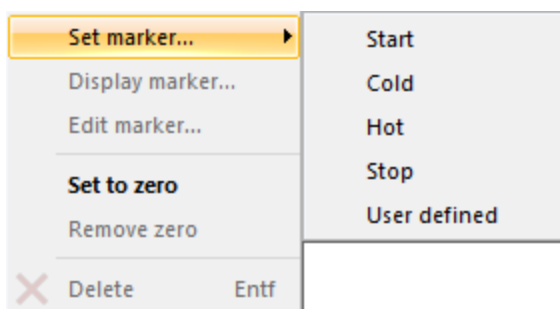 Set marker...
Display marker...
Edit marker...
Set to zero
Remove zero
Delete Entf
Start
Cold
Hot
Stop
User defined